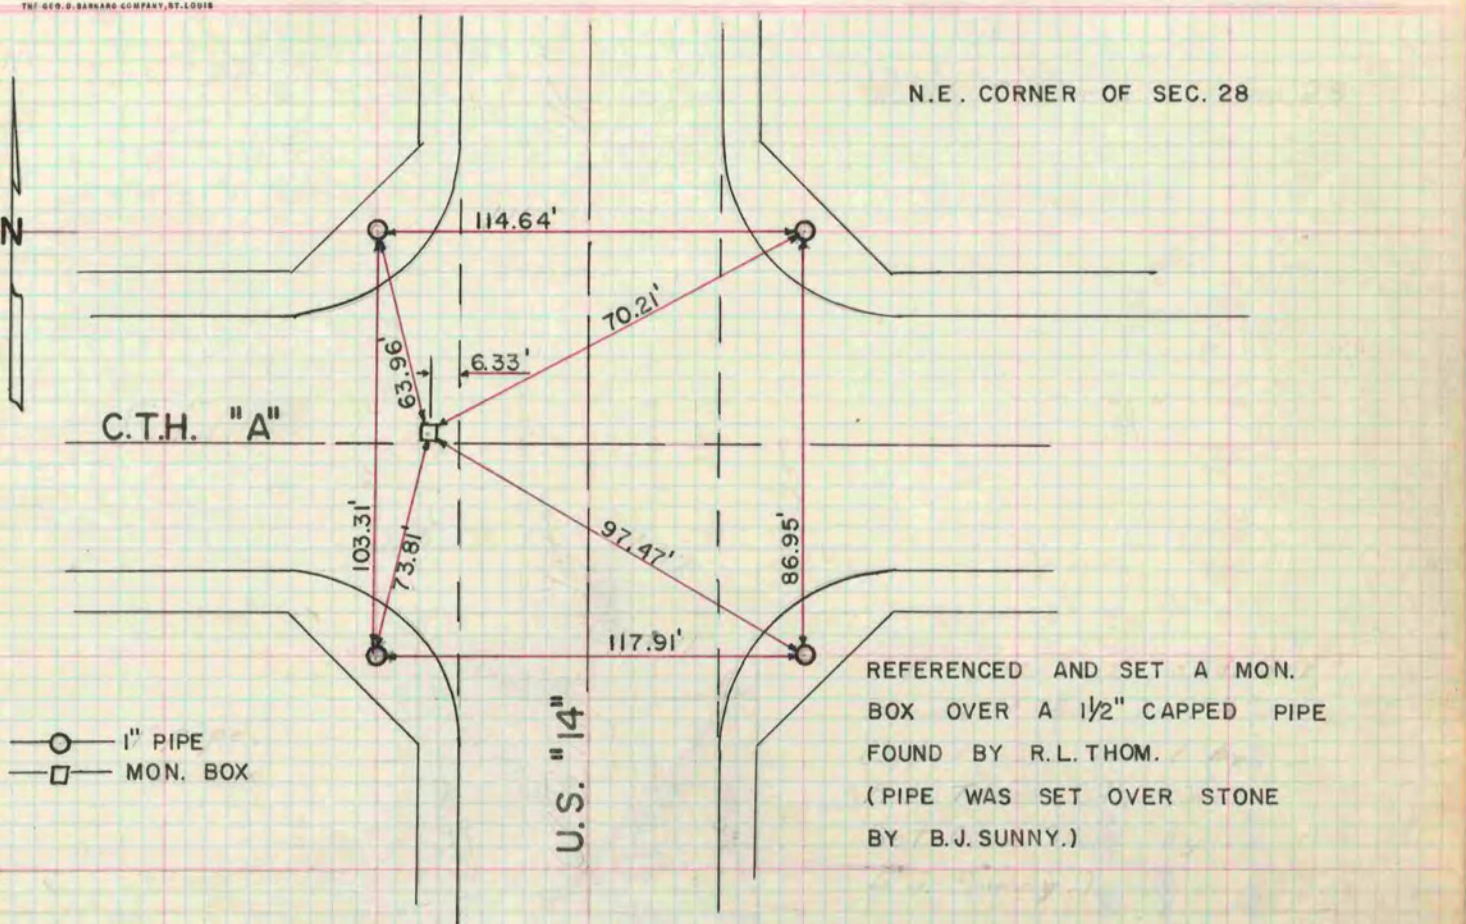 THE GEO.D.BARNARD COMPANY,ST.LOUIS
N.E. CORNER OF SEC. 28
N
114.64'
70.21'
63.96'
6.33'
C.T.H. "A"
103.31'
73.81'
97.47'
86.95'
117.91'
U.S. "14"
1" PIPE
MON. BOX
REFERENCED AND SET A MON.
BOX OVER A 1½" CAPPED PIPE
FOUND BY R.L. THOM.
(PIPE WAS SET OVER STONE
BY B.J. SUNNY.)